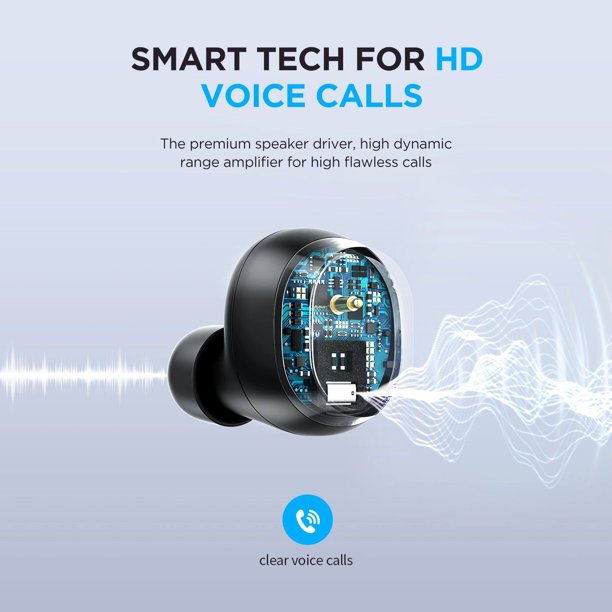 SMART TECH FOR HD
VOICE CALLS
The premium speaker driver, high dynamic
range amplifier for high flawless calls
clear voice calls